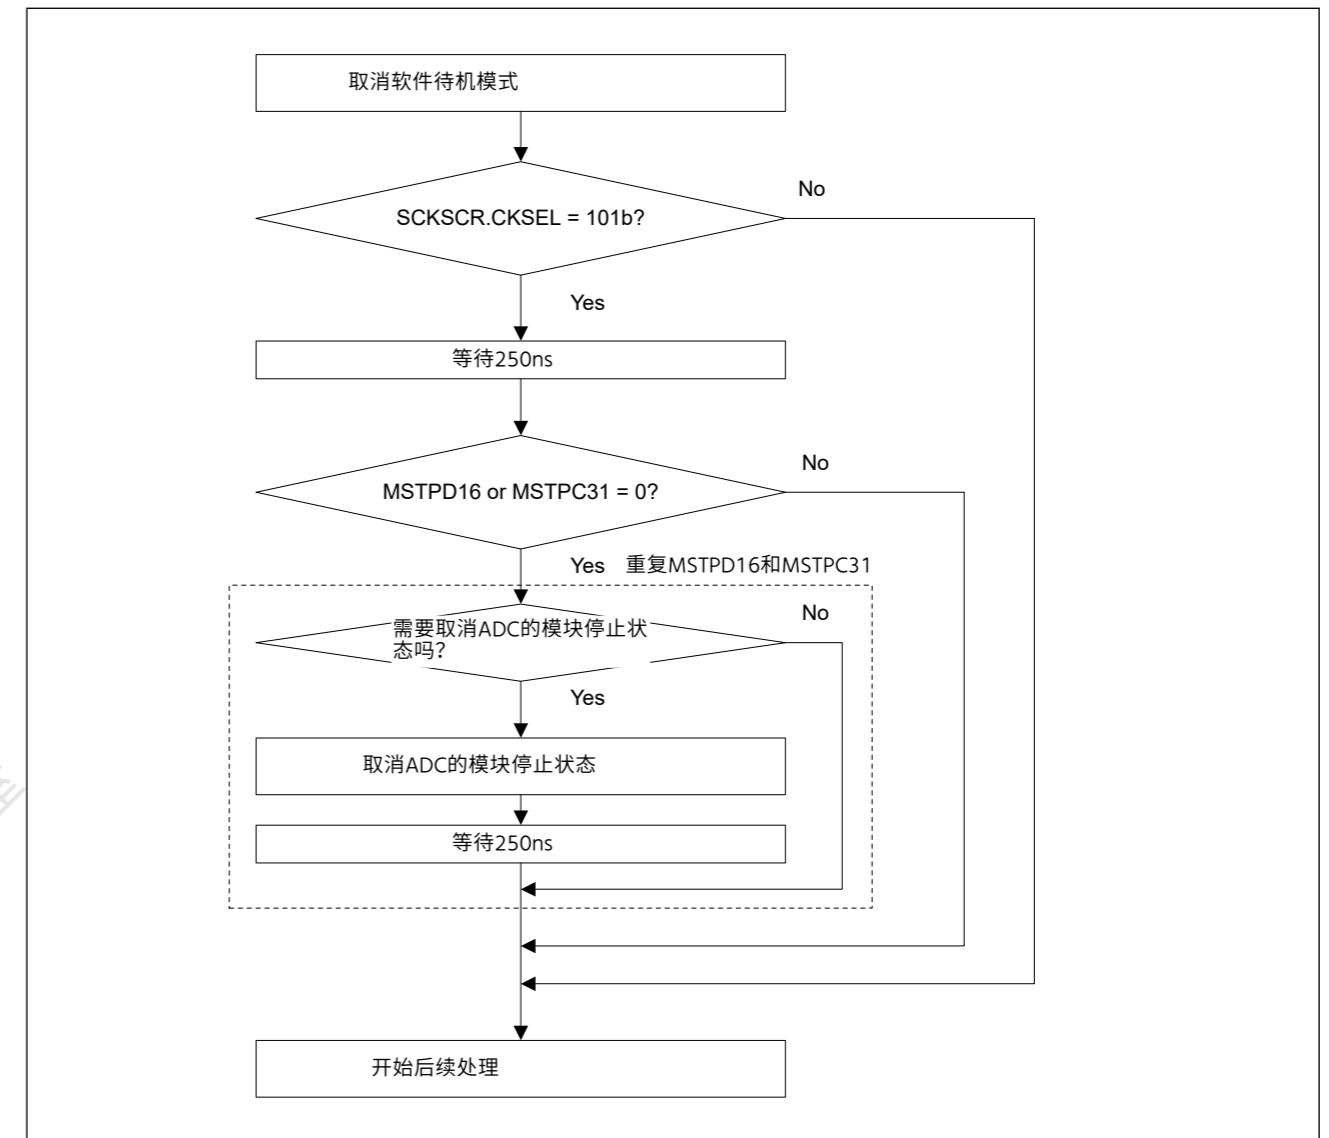 取消软件待机模式
No
SCKSCR.CKSEL = 101b?
Yes
等待250ns
No
MSTPD16 or MSTPC31 = 0?
Yes 重复MSTPD16和MSTPC31
No
需要取消ADC的模块停止状
态吗？
Yes
取消ADC的模块停止状态
等待250ns
开始后续处理